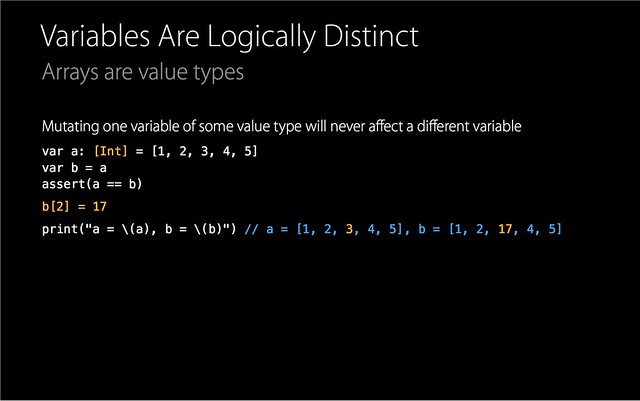 Variables Are Logically Distinct
Arrays are value types
Mutating one variable of some value type will never affect a different variable
var a: [Int] = [1, 2, 3, 4, 5]
var b = a
assert(a == b)
b[2] = 17
print("a = \(a), b = \(b)") // a = [1, 2, 3, 4, 5], b = [1, 2, 17, 4, 5]